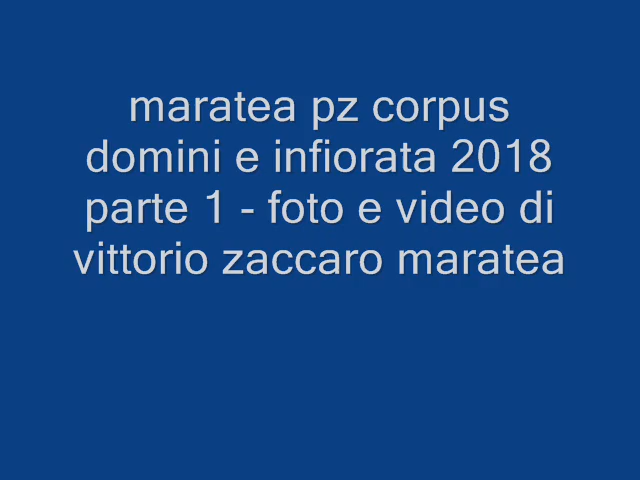 maratea pz corpus
domini e infiorata 2018
parte 1 - foto e video di
vittorio zaccaro maratea